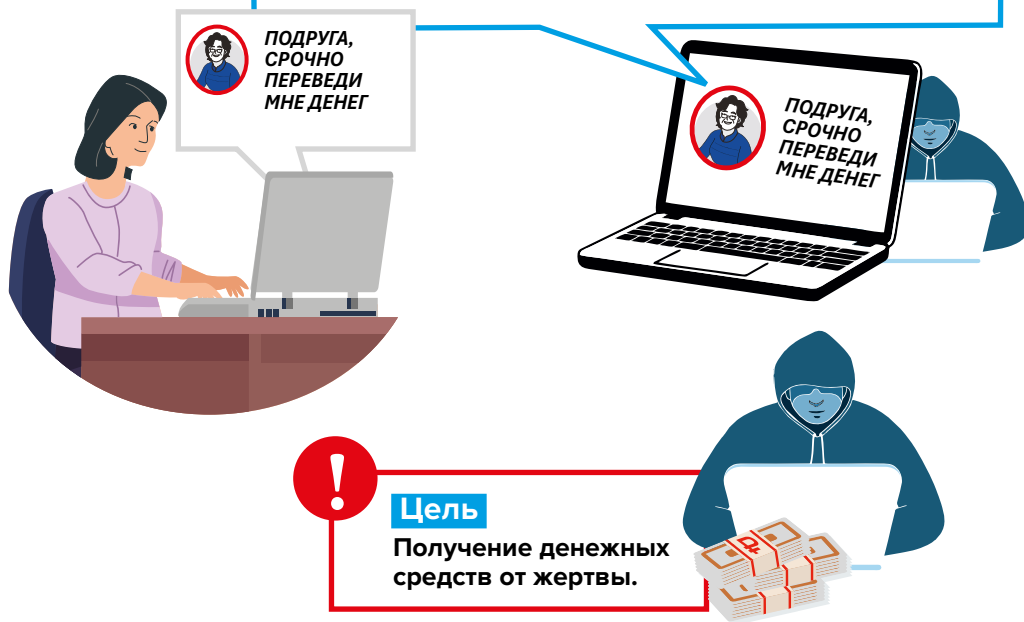 ПОДРУГА,
СРОЧНО
ПЕРЕВЕДИ
МНЕ ДЕНЕГ
ПОДРУГА,
СРОЧНО
ПЕРЕВЕДИ
МНЕ ДЕНЕГ
!
Цель
Получение денежных
средств от жертвы.